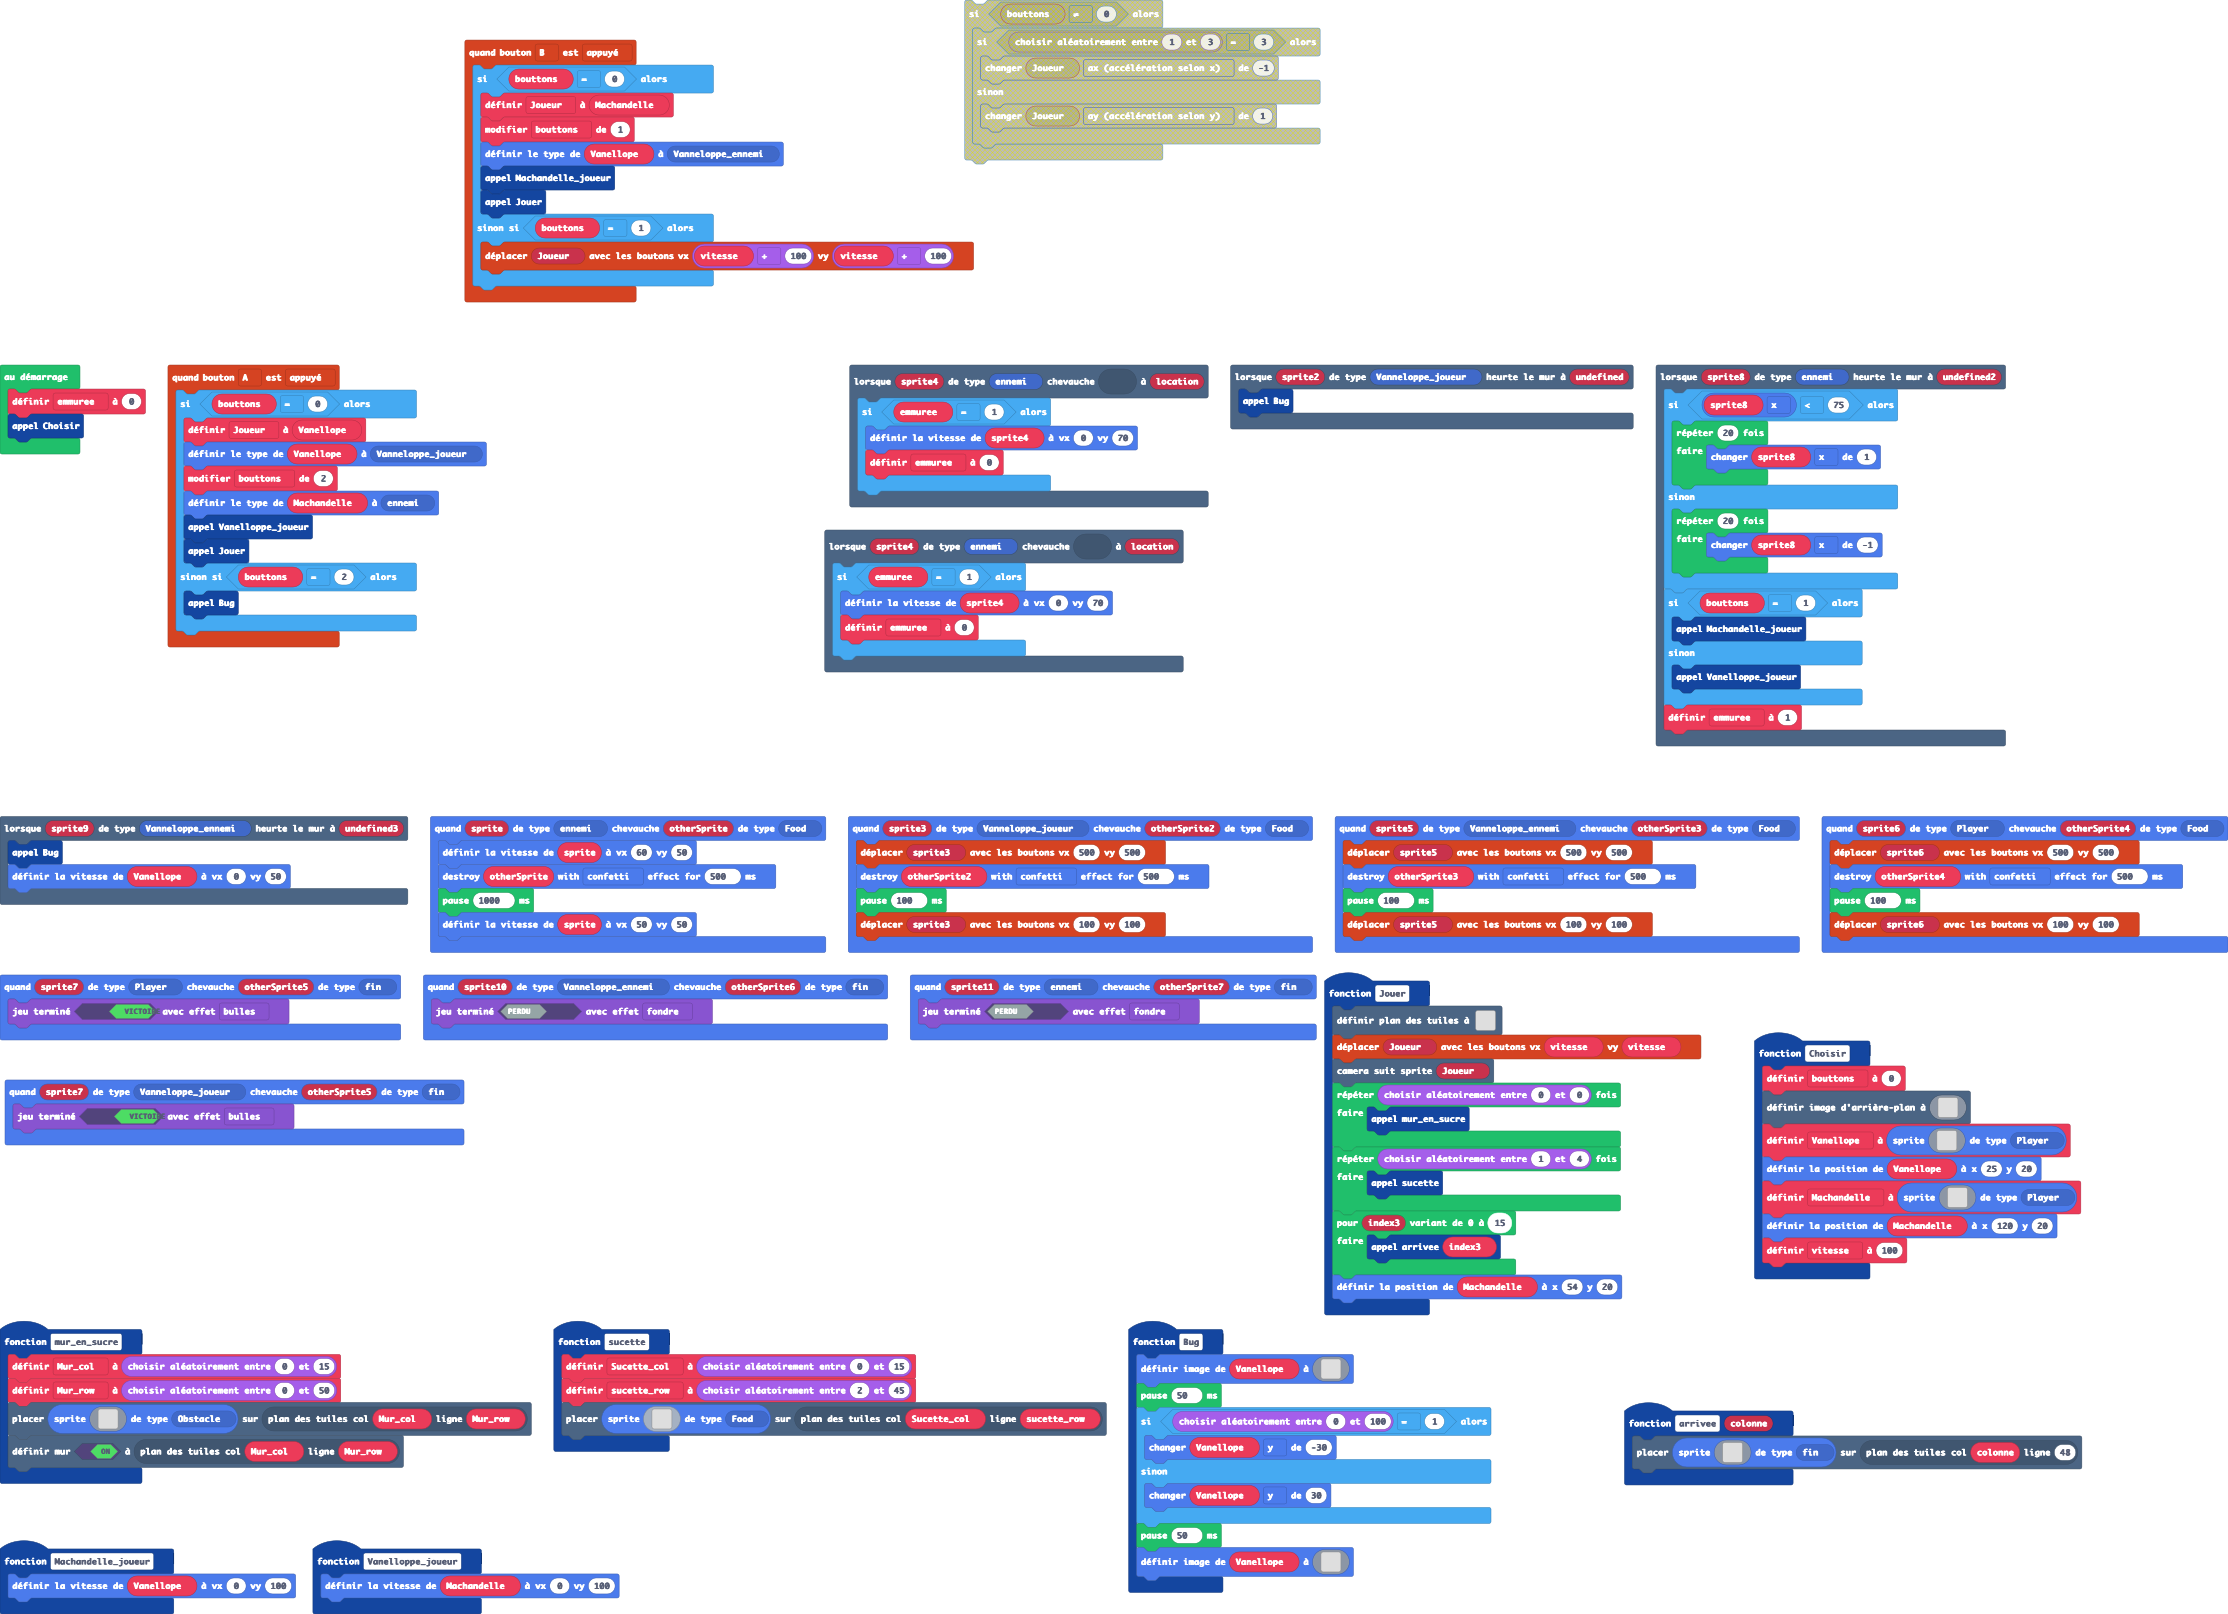 si bouttons ≠ 0 alors
si choisir aléatoirement entre 1 et 3 = 3 alors
changer Joueur ax (accélération selon x) de -1
sinon
changer Joueur ay (accélération selon y) de 1
quand bouton B est appuyé
si bouttons = 0 alors
définir Joueur à Machandelle
modifier bouttons de 1
définir le type de Vanellope à Vanneloppe_ennemi
appel Machandelle_joueur
appel Jouer
sinon si bouttons = 1 alors
déplacer Joueur avec les boutons vx vitesse + 100 vy vitesse + 100
au démarrage
définir emmuree à 0
appel Choisir
quand bouton A est appuyé
si bouttons = 0 alors
définir Joueur à Vanellope
définir le type de Vanellope à Vanneloppe_joueur
modifier bouttons de 2
définir le type de Machandelle à ennemi
appel Vanelloppe_joueur
appel Jouer
sinon si bouttons = 2 alors
appel Bug
lorsque sprite4 de type ennemi chevauche à location
si emmuree = 1 alors
définir la vitesse de sprite4 à vx 0 vy 70
définir emmuree à 0
lorsque sprite4 de type ennemi chevauche à location
si emmuree = 1 alors
définir la vitesse de sprite4 à vx 0 vy 70
définir emmuree à 0
lorsque sprite2 de type Vanneloppe_joueur heurte le mur à undefined
appel Bug
lorsque sprite8 de type ennemi heurte le mur à undefined2
si sprite8 x < 75 alors
répéter 20 fois
faire changer sprite8 x de 1
sinon
répéter 20 fois
faire changer sprite8 x de -1
si bouttons = 1 alors
appel Machandelle_joueur
sinon
appel Vanelloppe_joueur
définir emmuree à 1
lorsque sprite9 de type Vanneloppe_ennemi heurte le mur à undefined3
appel Bug
définir la vitesse de Vanellope à vx 0 vy 50
quand sprite de type ennemi chevauche otherSprite de type Food
définir la vitesse de sprite à vx 60 vy 50
destroy otherSprite with confetti effect for 500 ms
pause 1000 ms
définir la vitesse de sprite à vx 50 vy 50
quand sprite3 de type Vanneloppe_joueur chevauche otherSprite2 de type Food
déplacer sprite3 avec les boutons vx 500 vy 500
destroy otherSprite2 with confetti effect for 500 ms
pause 100 ms
déplacer sprite3 avec les boutons vx 100 vy 100
quand sprite5 de type Vanneloppe_ennemi chevauche otherSprite3 de type Food
déplacer sprite5 avec les boutons vx 500 vy 500
destroy otherSprite3 with confetti effect for 500 ms
pause 100 ms
déplacer sprite5 avec les boutons vx 100 vy 100
quand sprite6 de type Player chevauche otherSprite4 de type Food
déplacer sprite6 avec les boutons vx 500 vy 500
destroy otherSprite4 with confetti effect for 500 ms
pause 100 ms
déplacer sprite6 avec les boutons vx 100 vy 100
quand sprite7 de type Player chevauche otherSprite5 de type fin
jeu terminé VICTOI avec effet bulles
quand sprite10 de type Vanneloppe_ennemi chevauche otherSprite6 de type fin
jeu terminé PERDU avec effet fondre
quand sprite11 de type ennemi chevauche otherSprite7 de type fin
jeu terminé PERDU avec effet fondre
quand sprite7 de type Vanneloppe_joueur chevauche otherSprite5 de type fin
jeu terminé VICTOI avec effet bulles
fonction Jouer
définir plan des tuiles à
déplacer Joueur avec les boutons vx vitesse vy vitesse
camera suit sprite Joueur
répéter choisir aléatoirement entre 0 et 0 fois
faire appel mur_en_sucre
répéter choisir aléatoirement entre 1 et 4 fois
faire appel sucette
pour index3 variant de 0 à 15
faire appel arrivee index3
définir la position de Machandelle à x 54 y 20
fonction Choisir
définir bouttons à 0
définir image d'arrière-plan à
définir Vanellope à sprite de type Player
définir la position de Vanellope à x 25 y 20
définir Machandelle à sprite de type Player
définir la position de Machandelle à x 120 y 20
définir vitesse à 100
fonction mur_en_sucre
définir Mur_col à choisir aléatoirement entre 0 et 15
définir Mur_row à choisir aléatoirement entre 0 et 50
placer sprite de type Obstacle sur plan des tuiles col Mur_col ligne Mur_row
définir mur ON à plan des tuiles col Mur_col ligne Mur_row
fonction sucette
définir Sucette_col à choisir aléatoirement entre 0 et 15
définir sucette_row à choisir aléatoirement entre 2 et 45
placer sprite de type Food sur plan des tuiles col Sucette_col ligne sucette_row
fonction Bug
définir image de Vanellope à
pause 50 ms
si choisir aléatoirement entre 0 et 100 = 1 alors
changer Vanellope y de -30
sinon
changer Vanellope y de 30
pause 50 ms
définir image de Vanellope à
fonction arrivee colonne
placer sprite de type fin sur plan des tuiles col colonne ligne 48
fonction Machandelle_joueur
définir la vitesse de Vanellope à vx 0 vy 100
fonction Vanelloppe_joueur
définir la vitesse de Machandelle à vx 0 vy 100